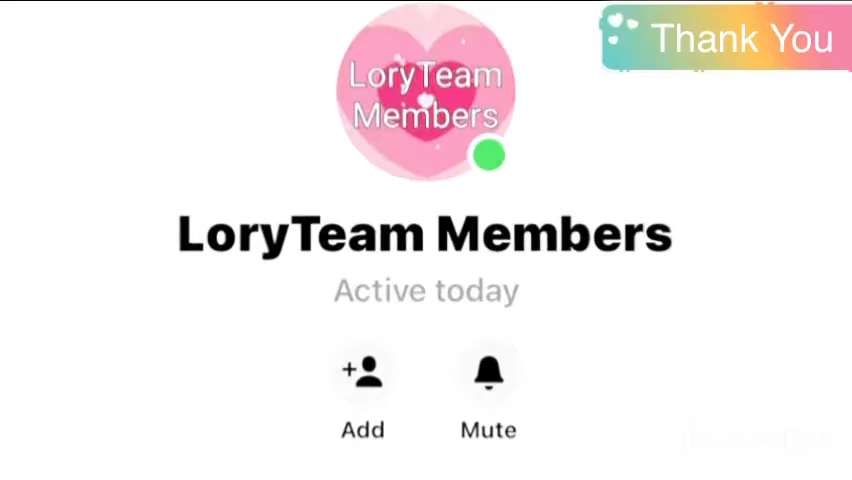 Thank You
LoryTeam
Members
LoryTeam Members
Active today
Add
Mute